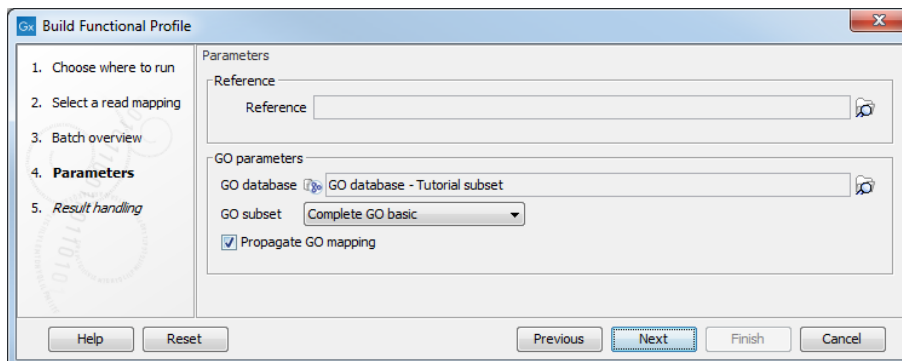 Gx Build Functional Profile
1. Choose where to run
2. Select a read mapping
3. Batch overview
4. Parameters
5. Result handling
Parameters
Reference
Reference
GO parameters
GO database GO database - Tutorial subset
GO subset Complete GO basic
Propagate GO mapping
Help Reset Previous Next Finish Cancel